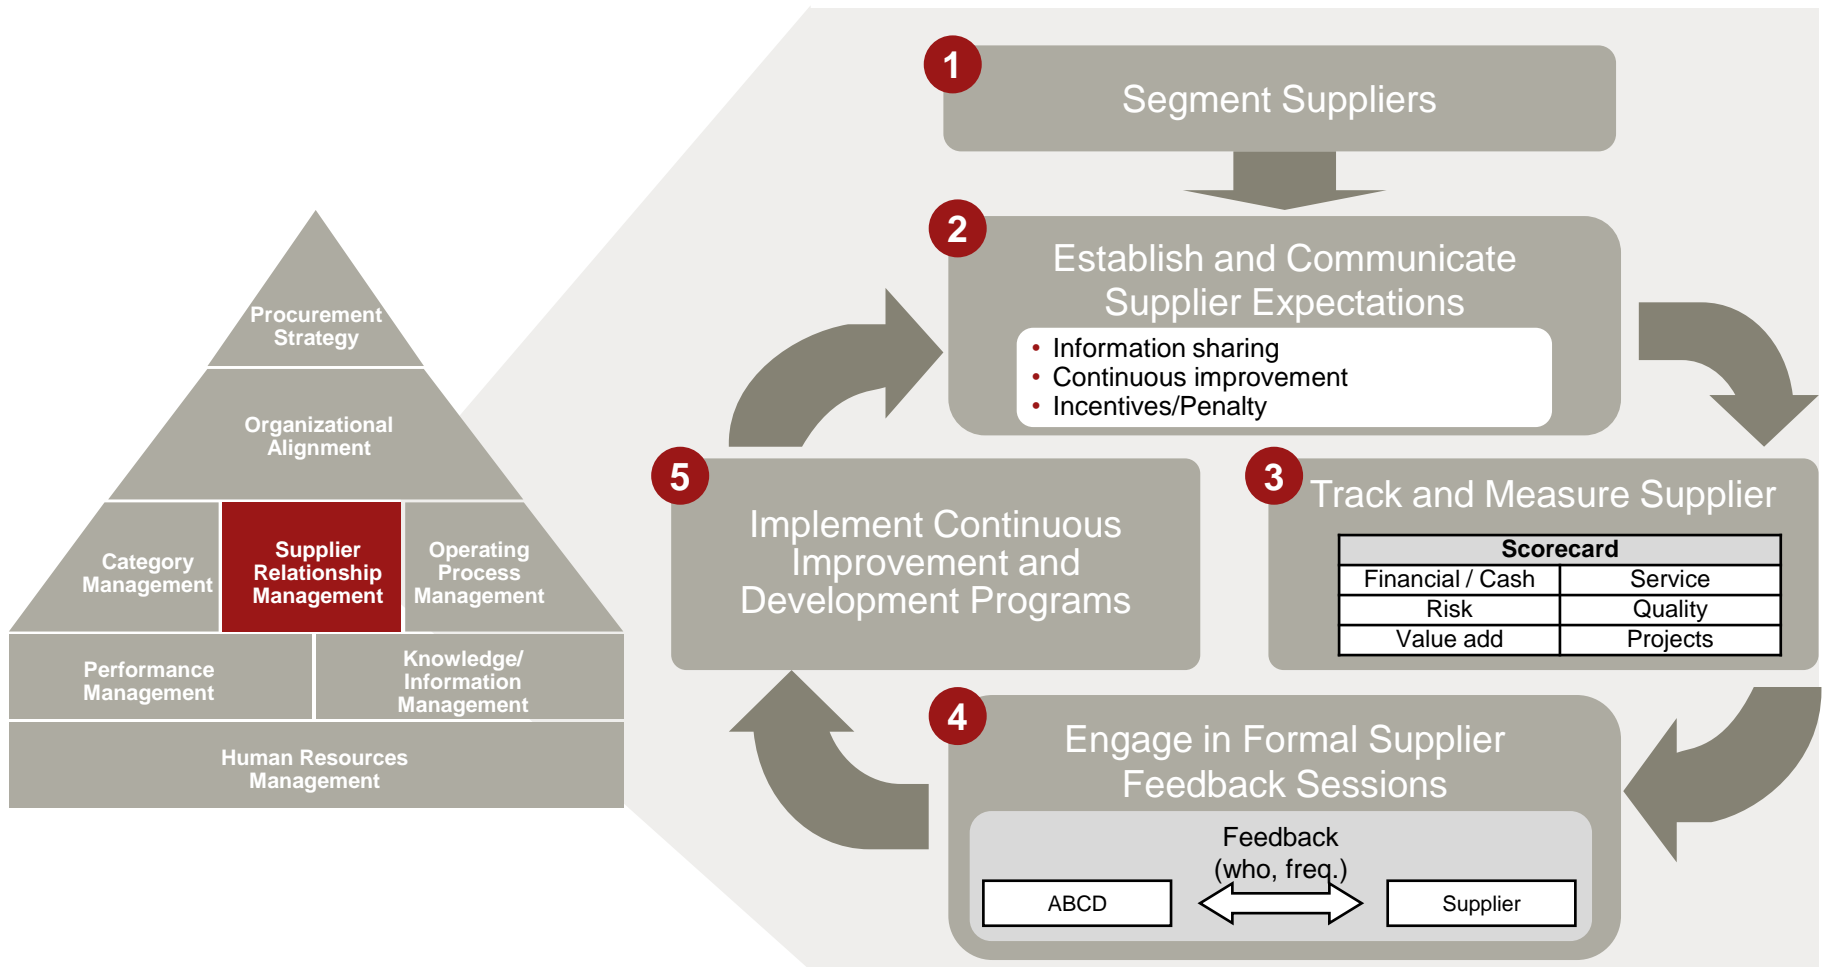 Procurement
Strategy
Organizational
Alignment
Category
Management
Supplier
Relationship
Management
Operating
Process
Management
Performance
Management
Knowledge/
Information
Management
Human Resources
Management
1
Segment Suppliers
2
Establish and Communicate
Supplier Expectations
• Information sharing
• Continuous improvement
• Incentives/Penalty
3
Track and Measure Supplier
Scorecard
Financial / Cash Service
Risk Quality
Value add Projects
4
Engage in Formal Supplier
Feedback Sessions
Feedback
(who, freq.)
ABCD
Supplier
5
Implement Continuous
Improvement and
Development Programs